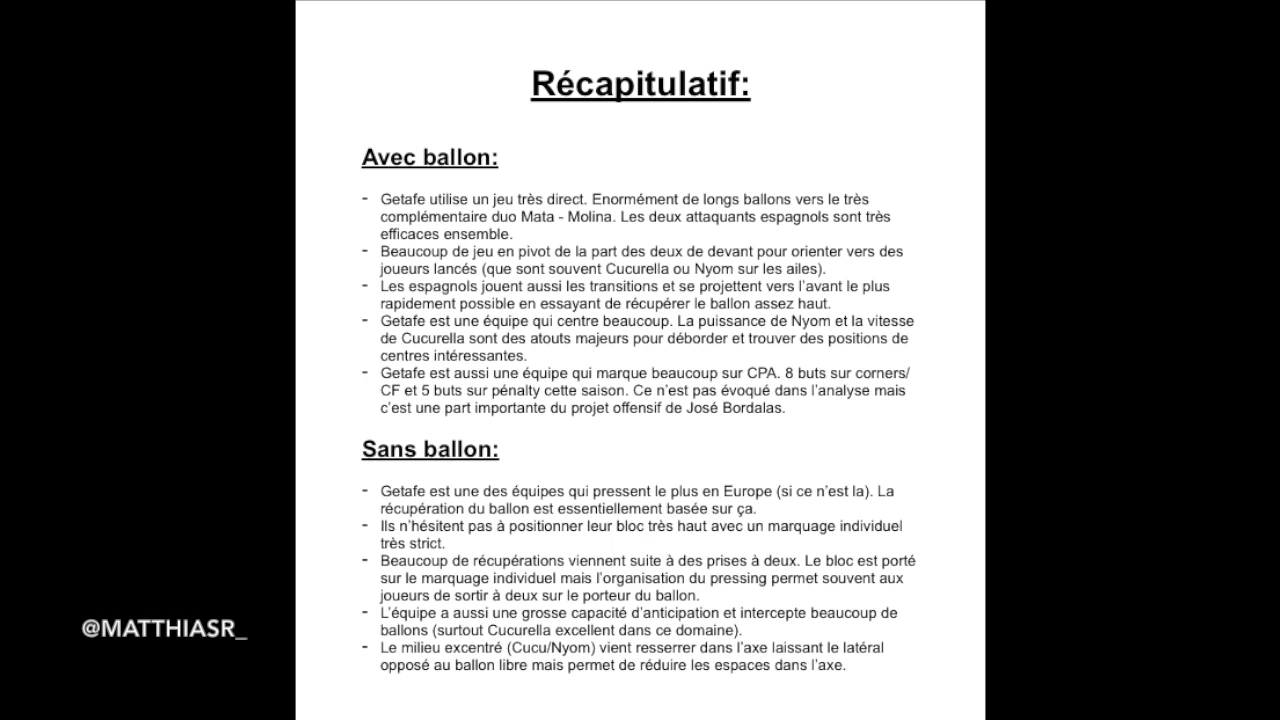 Récapitulatif:
Avec ballon:
- Getafe utilise un jeu très direct. Enormément de longs ballons vers le très
complémentaire duo Mata - Molina. Les deux attaquants espagnols sont très
efficaces ensemble.
- Beaucoup de jeu en pivot de la part des deux de devant pour orienter vers des
joueurs lancés (que sont souvent Cucurella ou Nyom sur les ailes).
- Les espagnols jouent aussi les transitions et se projettent vers l'avant le plus
rapidement possible en essayant de récupérer le ballon assez haut.
- Getafe est une équipe qui centre beaucoup. La puissance de Nyom et la vitesse
de Cucurella sont des atouts majeurs pour déborder et trouver des positions de
centres intéressantes.
- Getafe est aussi une équipe qui marque beaucoup sur CPA. 8 buts sur corners/
CF et 5 buts sur pénalty cette saison. Ce n'est pas évoqué dans l'analyse mais
c'est une part importante du projet offensif de José Bordalas.
Sans ballon:
- Getafe est une des équipes qui pressent le plus en Europe (si ce n'est la). La
récupération du ballon est essentiellement basée sur ça.
- Ils n'hésitent pas à positionner leur bloc très haut avec un marquage individuel
très strict.
- Beaucoup de récupérations viennent suite à des prises à deux. Le bloc est porté
sur le marquage individuel mais l'organisation du pressing permet souvent aux
joueurs de sortir à deux sur le porteur du ballon.
- L'équipe a aussi une grosse capacité d'anticipation et intercepte beaucoup de
ballons (surtout Cucurella excellent dans ce domaine).
- Le milieu excentré (Cucu/Nyom) vient resserrer dans l'axe laissant le latéral
opposé au ballon libre mais permet de réduire les espaces dans l'axe.
@MATTHIASR_